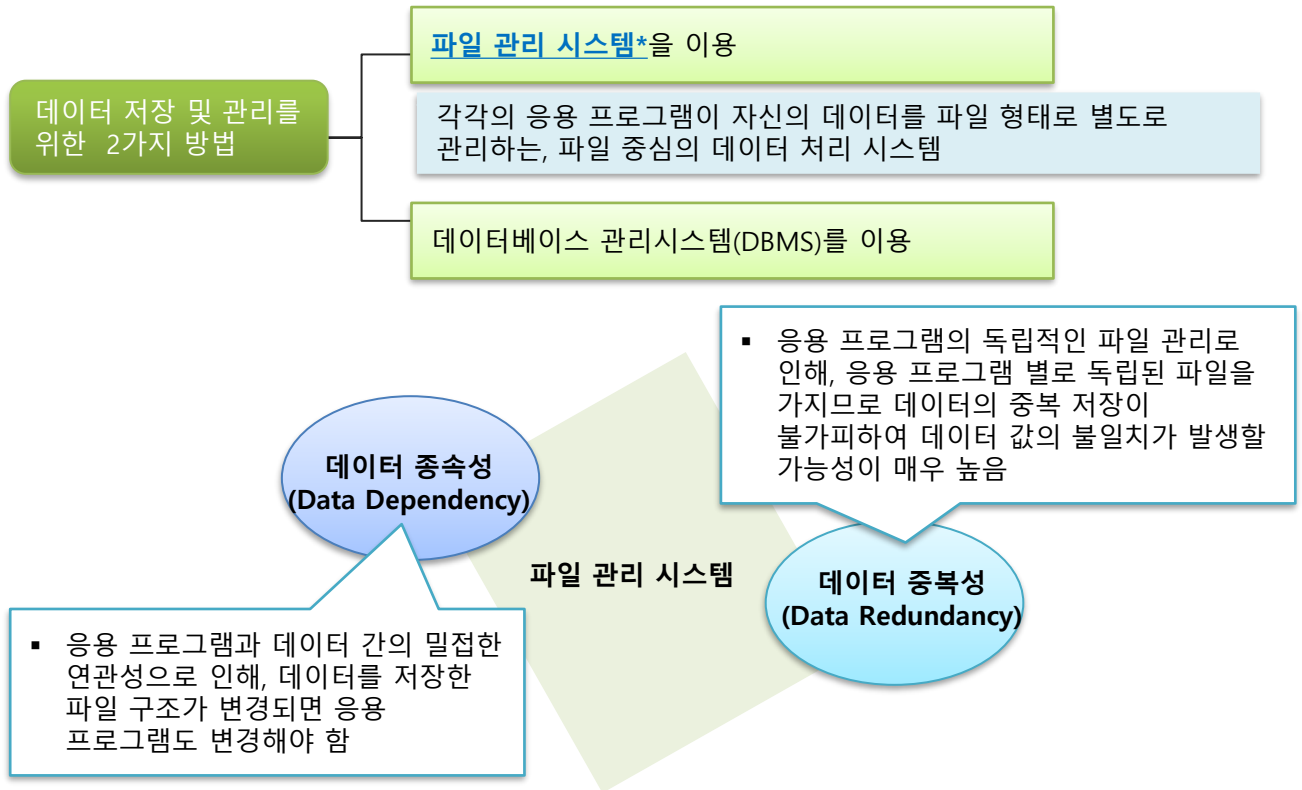 데이터 저장 및 관리를
위한 2가지 방법
파일 관리 시스템*을 이용
각각의 응용 프로그램이 자신의 데이터를 파일 형태로 별도로
관리하는, 파일 중심의 데이터 처리 시스템
데이터베이스 관리시스템(DBMS)를 이용
▪ 응용 프로그램의 독립적인 파일 관리로
인해, 응용 프로그램 별로 독립된 파일을
가지므로 데이터의 중복 저장이
불가피하여 데이터 값의 불일치가 발생할
가능성이 매우 높음
데이터 종속성
(Data Dependency)
파일 관리 시스템
데이터 중복성
(Data Redundancy)
▪ 응용 프로그램과 데이터 간의 밀접한
연관성으로 인해, 데이터를 저장한
파일 구조가 변경되면 응용
프로그램도 변경해야 함